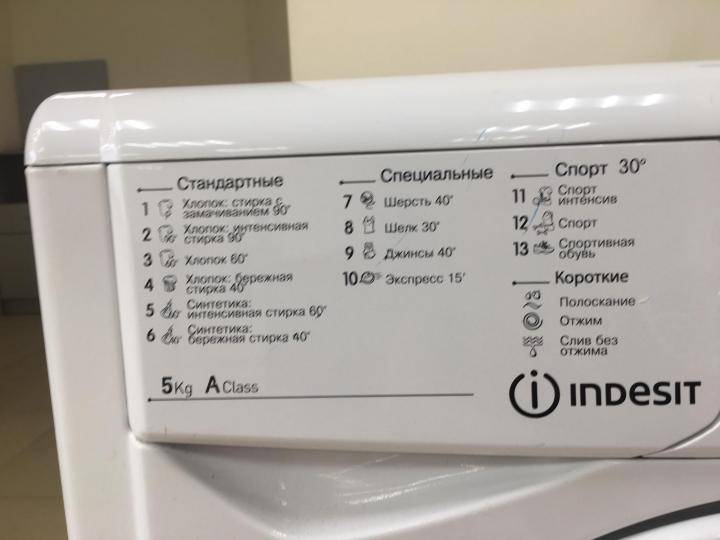 Стандартные
1 Хлопок: стирка с
замачиванием 90°
2 Хлопок: интенсивная
стирка 90°
3 Хлопок 60°
4 Хлопок: бережная
стирка 40°
5 Синтетика:
интенсивная стирка 60°
6 Синтетика:
бережная стирка 40°
5Kg A Class
Специальные
7 Шерсть 40°
8 Шелк 30°
9 Джинсы 40°
10 Экспресс 15'
Спорт 30°
11 Спорт
интенсив
12 Спорт
13 Спортивная
обувь
Короткие
Полоскание
Отжим
Слив без
отжима
INDESIT